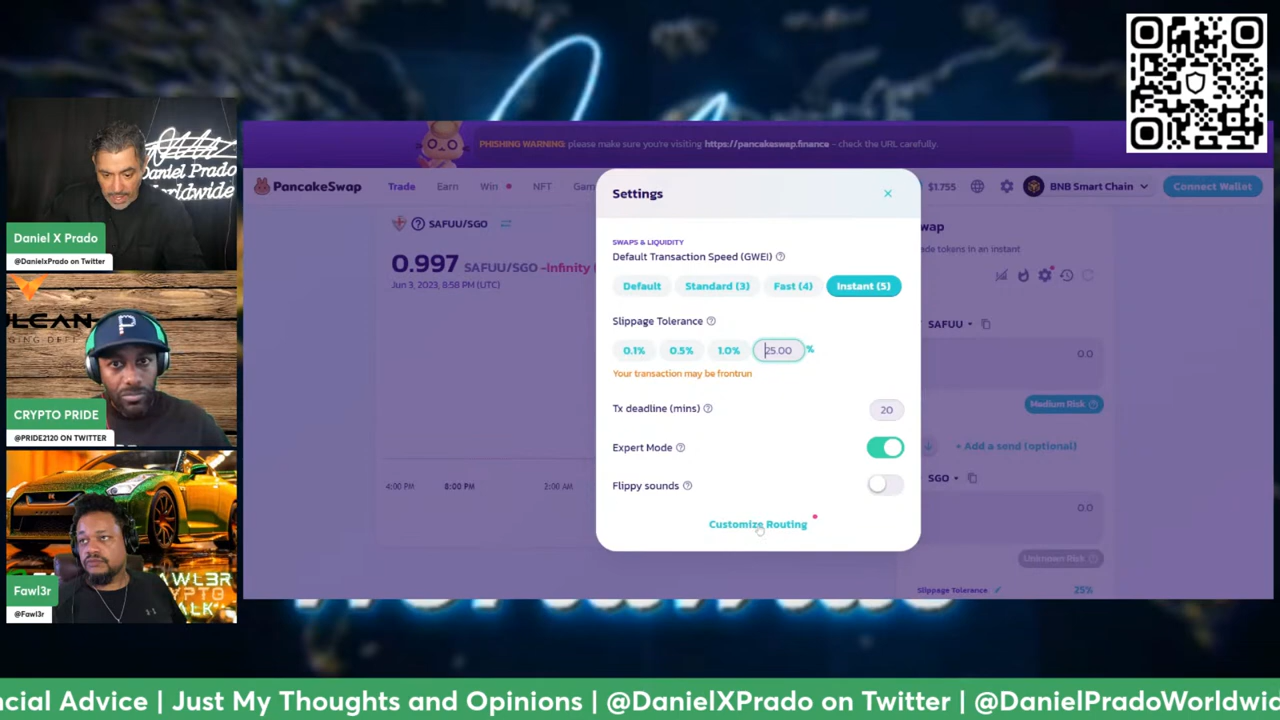 Daniel Prado
Worldwide
Daniel X Prado
@DanielxPrado on Twitter
CRYPTO PRIDE
@PRIDE2120 ON TWITTER
Fawl3r
@Fawl3r
PHISHING WARNING: please make sure you're visiting https://pancakeswap.finance - check the URL carefully.
PancakeSwap
Trade
Earn
Win
NFT
$1.755
BNB Smart Chain
Connect Wallet
SAFUU/SGO
0.997 SAFUU/SGO -Infinity
Jun 3, 2023, 8:58 PM (UTC)
4:00 PM
8:00 PM
Settings
SWAPS & LIQUIDITY
Default Transaction Speed (GWEI)
Default
Standard (3)
Fast (4)
Instant (5)
Slippage Tolerance
0.1%
0.5%
1.0%
25.00 %
Your transaction may be frontrun
Tx deadline (mins)
20
Expert Mode
Flippy sounds
Customize Routing
tokens in an instant
SAFUU
0.0
Medium Risk
+ Add a send (optional)
SGO
0.0
Unknown Risk
Slippage Tolerance
25%
Advice | Just My Thoughts and Opinions | @DanielXPrado on Twitter |